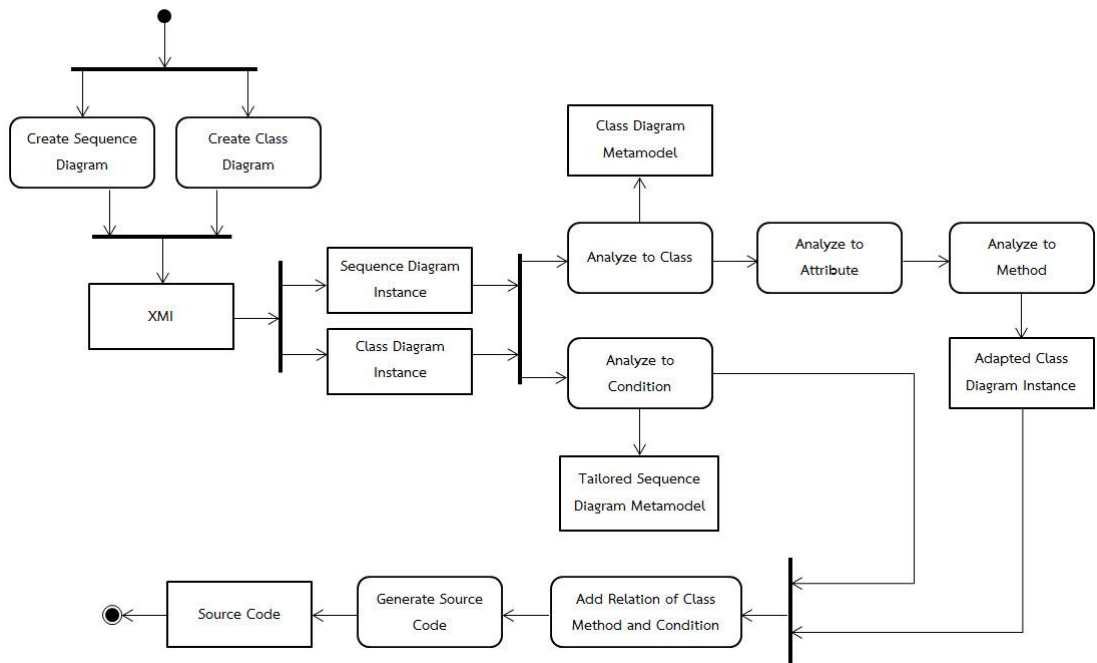 Create Sequence
Diagram
Create Class
Diagram
XMI
Sequence Diagram
Instance
Class Diagram
Instance
Class Diagram
Metamodel
Analyze to Class
Analyze to
Attribute
Analyze to
Method
Analyze to
Condition
Adapted Class
Diagram Instance
Tailored Sequence
Diagram Metamodel
Source Code
Generate Source
Code
Add Relation of Class
Method and Condition